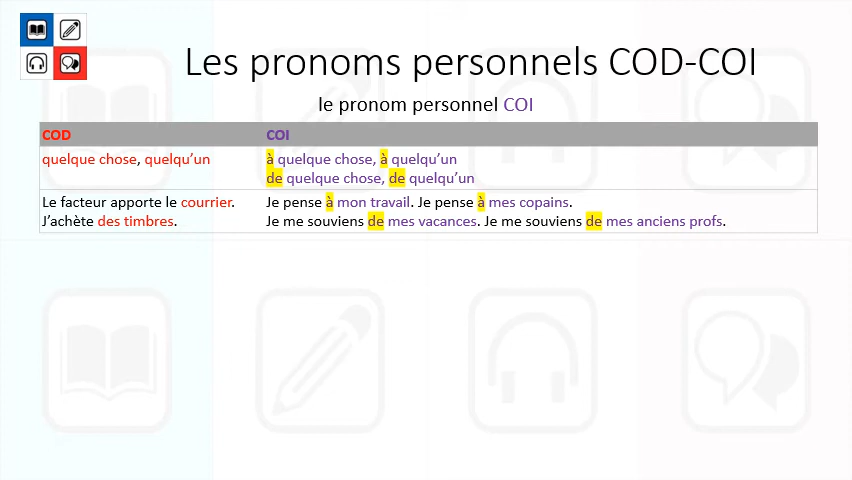 Les pronoms personnels COD-COI
le pronom personnel COI
COD COI
quelque chose, quelqu’un à quelque chose, à quelqu’un
de quelque chose, de quelqu’un
Le facteur apporte le courrier. Je pense à mon travail. Je pense à mes copains.
J’achète des timbres. Je me souviens de mes vacances. Je me souviens de mes anciens profs.